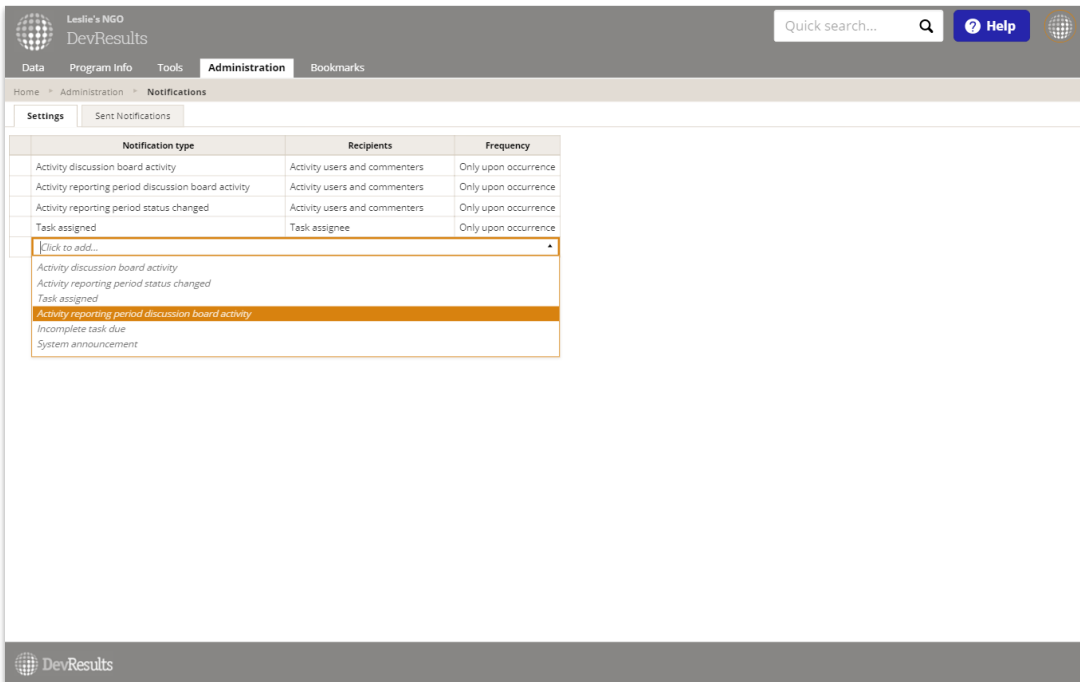 Leslie's NGO
DevResults
Quick search...
Help
Data Program Info Tools Administration Bookmarks
Home Administration Notifications
Settings Sent Notifications
Notification type Recipients Frequency
Activity discussion board activity Activity users and commenters Only upon occurrence
Activity reporting period discussion board activity Activity users and commenters Only upon occurrence
Activity reporting period status changed Activity users and commenters Only upon occurrence
Task assigned Task assignee Only upon occurrence
Click to add...
Activity discussion board activity
Activity reporting period status changed
Task assigned
Activity reporting period discussion board activity
Incomplete task due
System announcement
DevResults